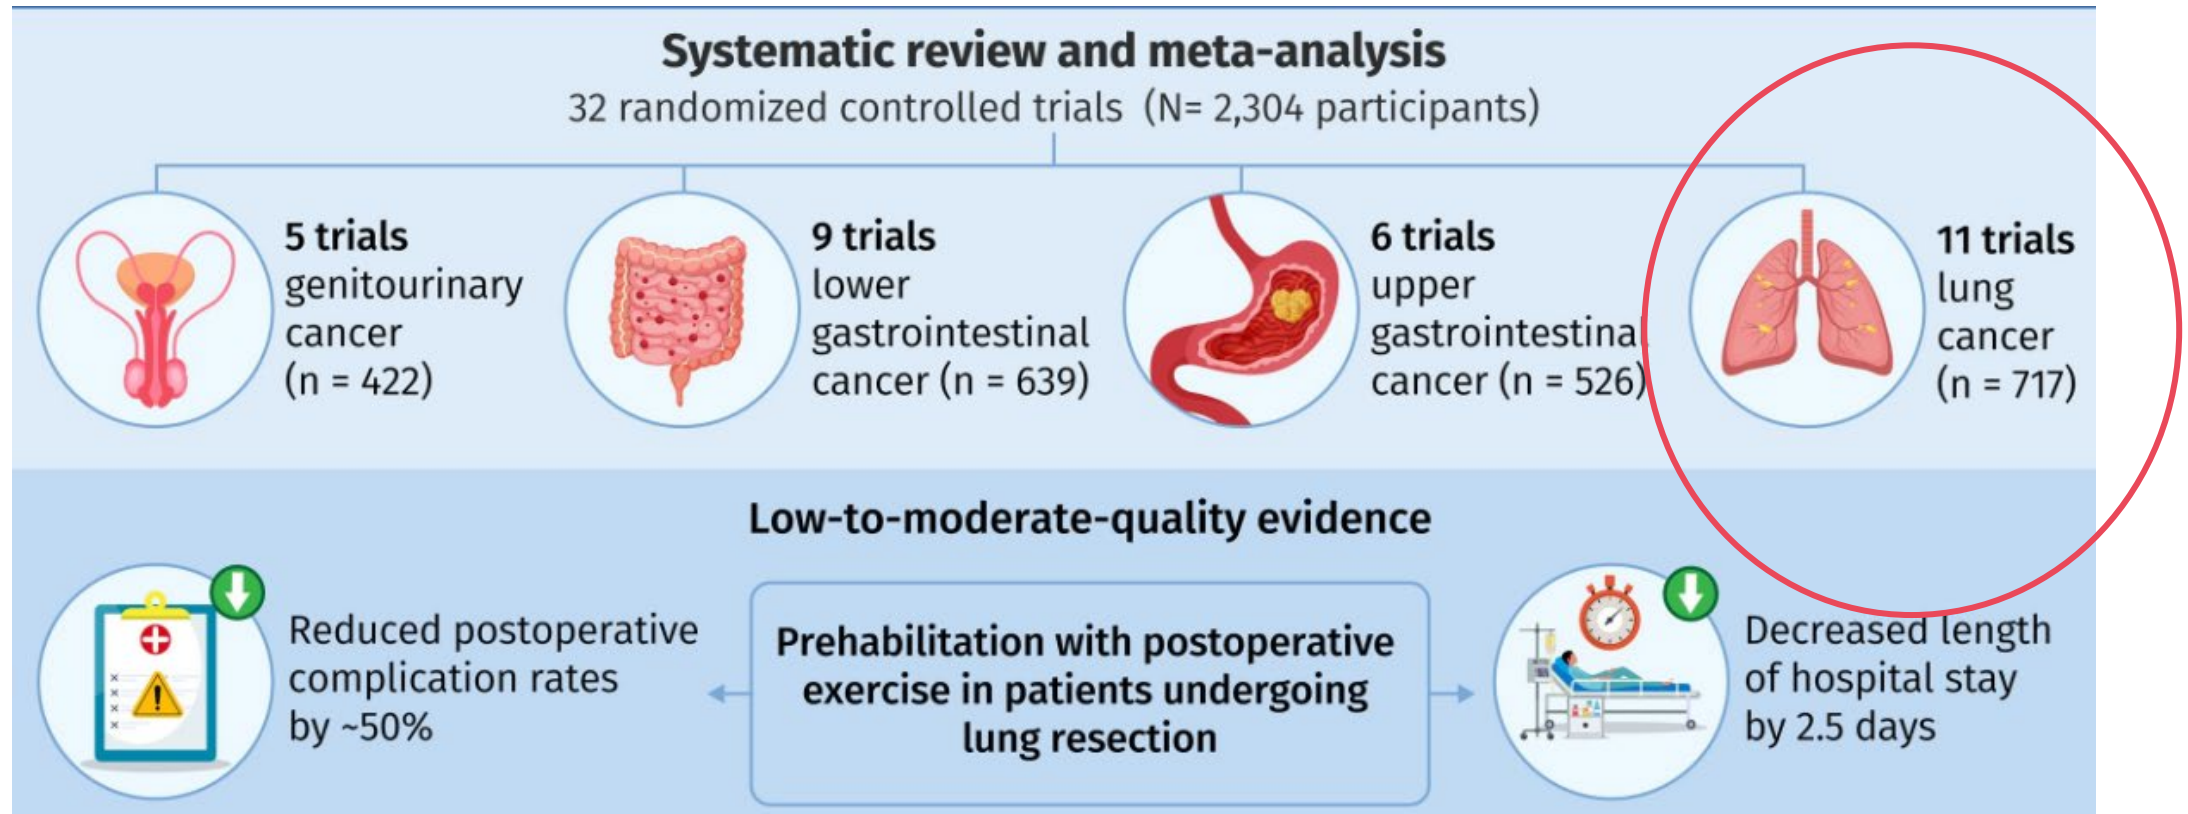 Systematic review and meta-analysis
32 randomized controlled trials (N= 2,304 participants)
5 trials
genitourinary
cancer
(n = 422)
9 trials
lower
gastrointestinal
cancer (n = 639)
6 trials
upper
gastrointestinal
cancer (n = 526)
11 trials
lung
cancer
(n = 717)
Low-to-moderate-quality evidence
Reduced postoperative
complication rates
by ~50%
Prehabilitation with postoperative
exercise in patients undergoing
lung resection
Decreased length
of hospital stay
by 2.5 days